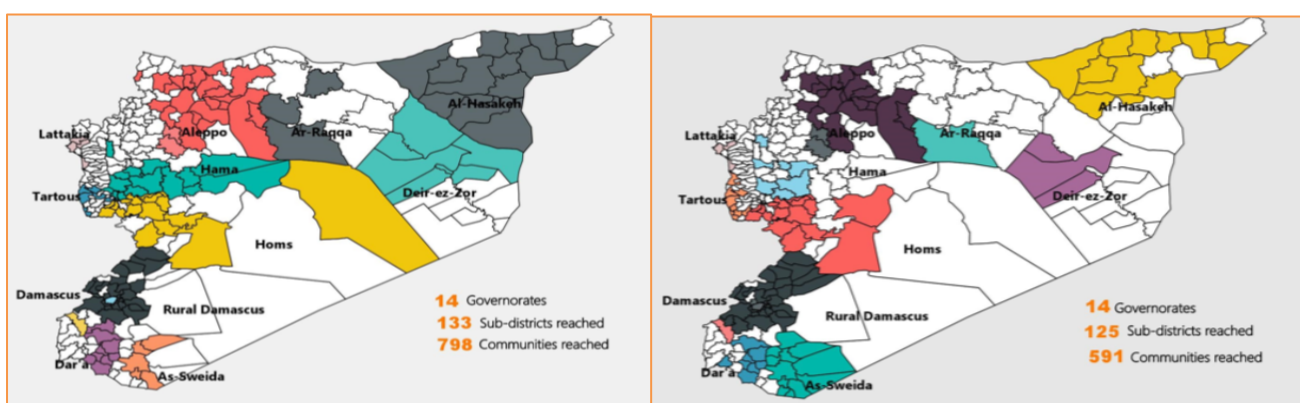 Al-Hasakeh
Aleppo
Ar-Raqqa
Lattakia
Hama
Tartous
Deir-ez-Zor
Homs
Damascus
Rural Damascus
Dar'a
As-Sweida
14 Governorates
133 Sub-districts reached
798 Communities reached
Al-Hasakeh
Aleppo
Ar-Raqqa
Lattakia
Hama
Tartous
Deir-ez-Zor
Homs
Damascus
Rural Damascus
Dar'a
As-Sweida
14 Governorates
125 Sub-districts reached
591 Communities reached